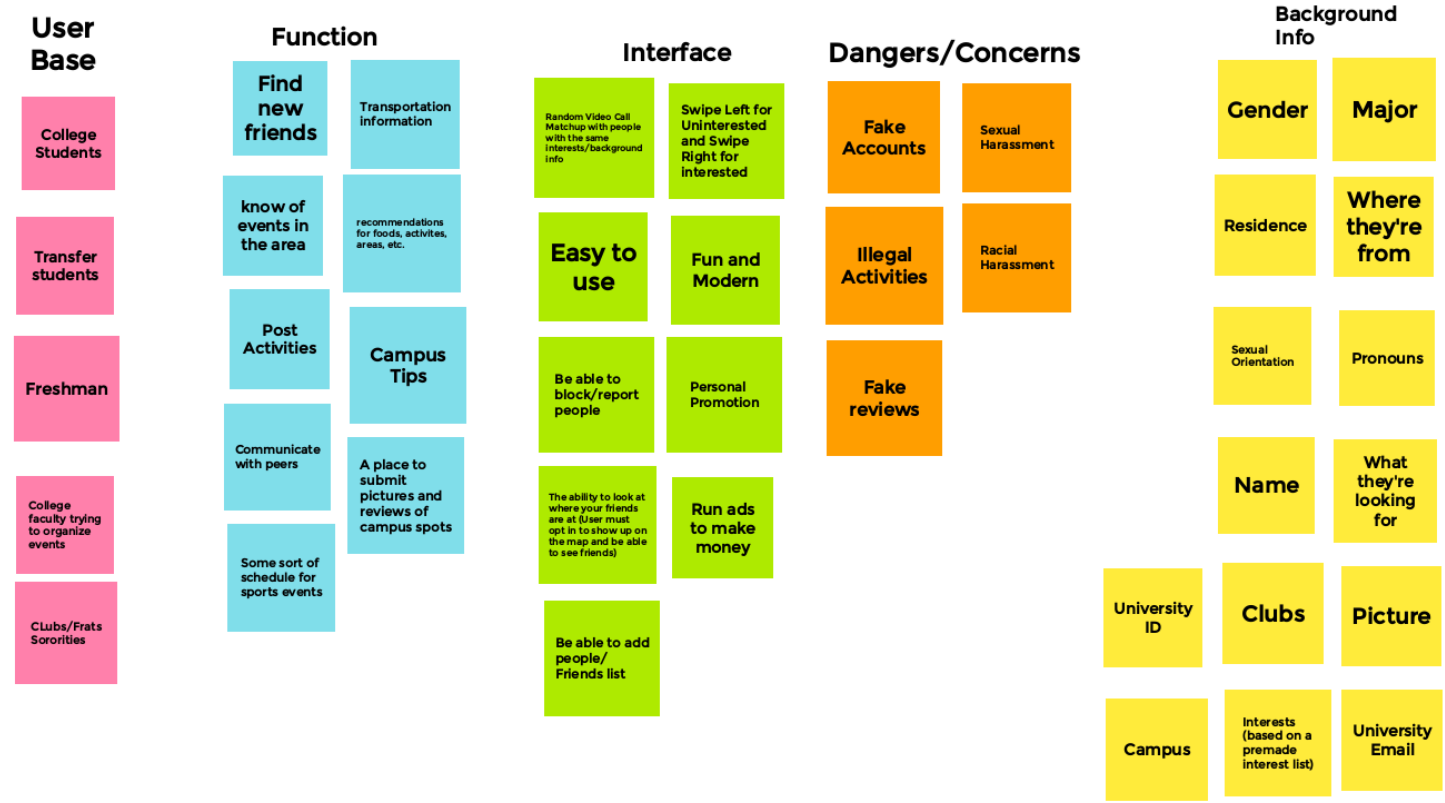 User
Base
College
Students
Transfer
students
Freshman
College
faculty trying
to organize
events
CLubs/Frats
Sororities
Function
Find
new
friends
Transportation
information
know of
events in
the area
recommendations
for foods, activites,
areas, etc.
Post
Activities
Campus
Tips
Communicate
with peers
A place to
submit
pictures and
reviews of
campus spots
Some sort of
schedule for
sports events
Interface
Random Video Call
Matchup with people
with the same
interests/background
info
Swipe Left for
Uninterested
and Swipe
Right for
interested
Easy to
use
Fun and
Modern
Be able to
block/report
people
Personal
Promotion
The ability to look at
where your friends
are at (User must
opt in to show up on
the map and be able
to see friends)
Run ads
to make
money
Be able to add
people/
Friends list
Dangers/Concerns
Fake
Accounts
Sexual
Harassment
Illegal
Activities
Racial
Harassment
Fake
reviews
Background
Info
Gender
Major
Residence
Where
they're
from
Sexual
Orientation
Pronouns
Name
What
they're
looking
for
University
ID
Clubs
Picture
Campus
Interests
(based on a
premade
interest list)
University
Email